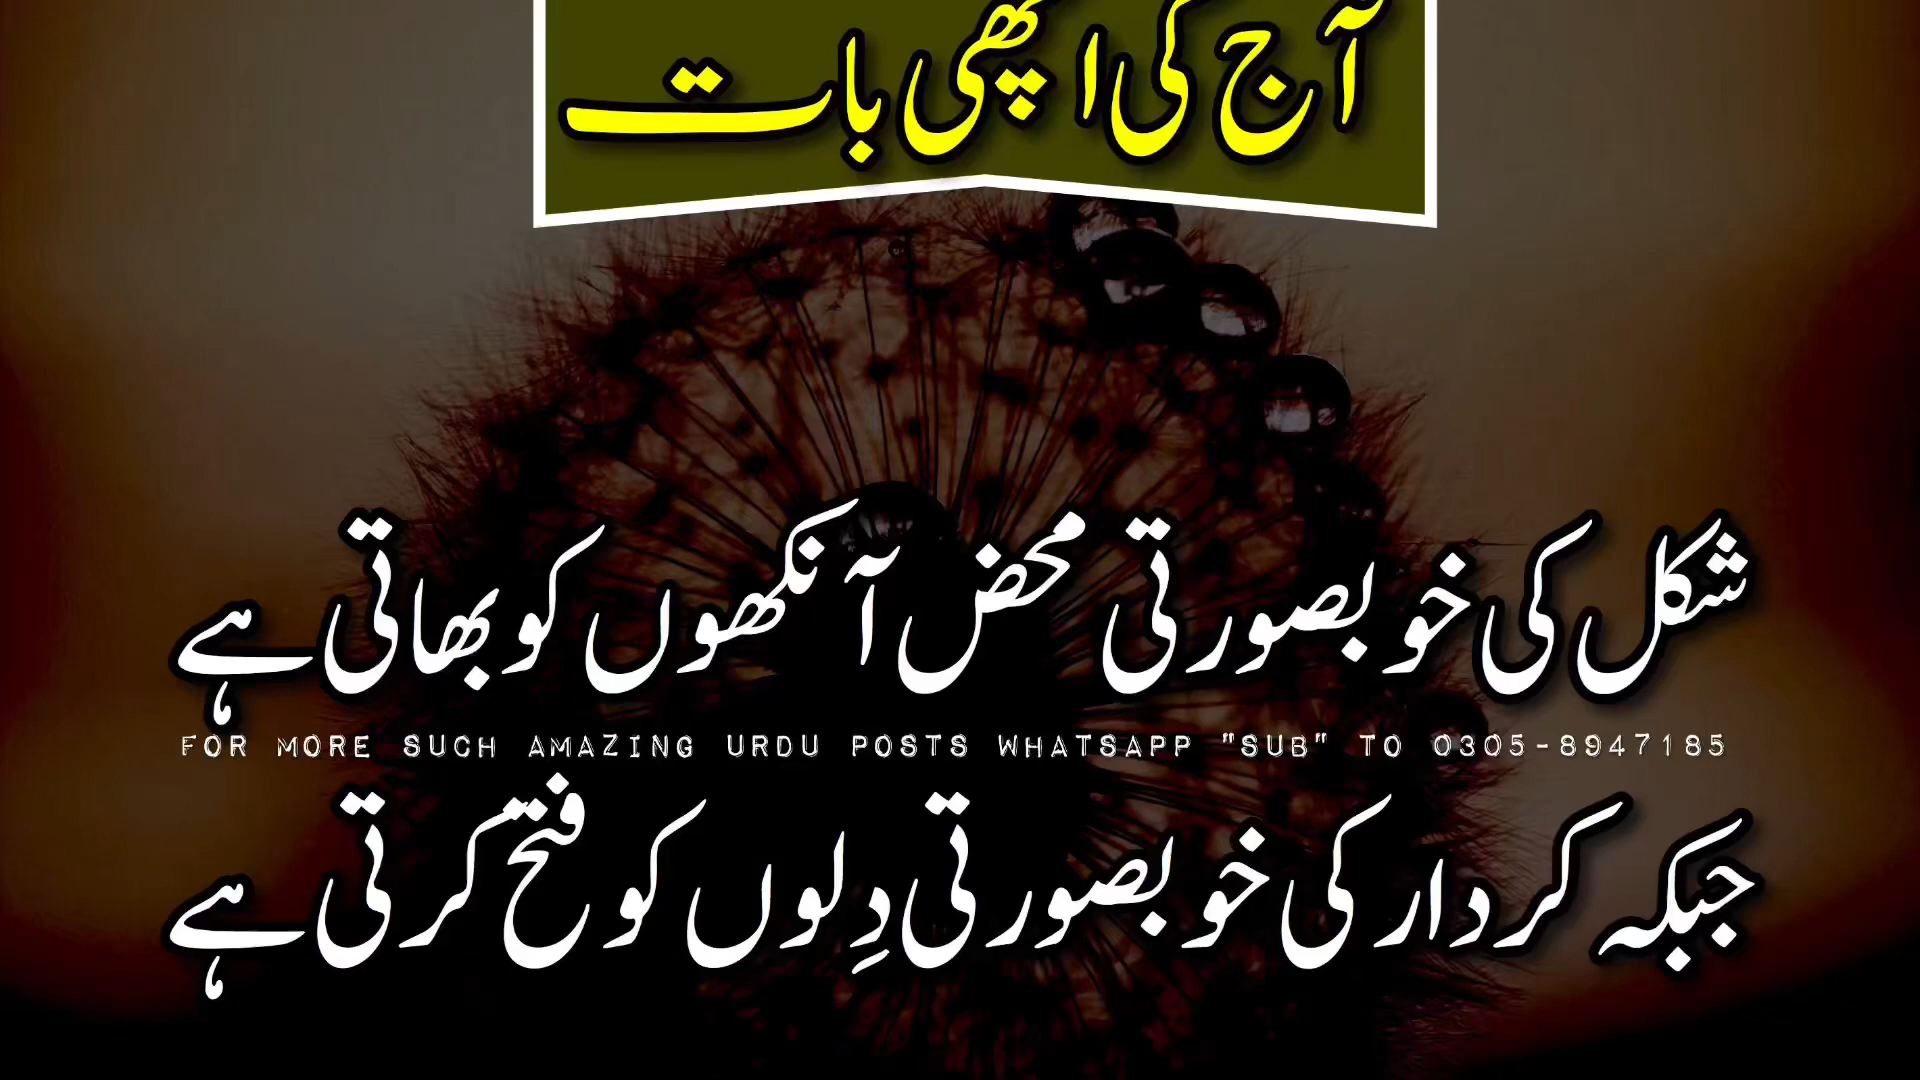 آج کی اچھی بات
شکل کی خوبصورتی محض آنکھوں کو بھاتی ہے
FOR MORE SUCH AMAZING URDU POSTS WHATSAPP "SUB" TO 0305-8947185
جبکہ کردار کی خوبصورتی دِلوں کو فتح کرتی ہے